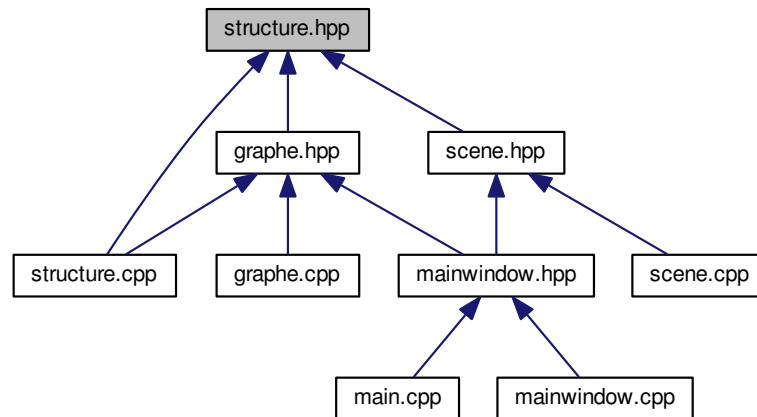 structure.hpp
graphe.hpp
scene.hpp
structure.cpp
graphe.cpp
mainwindow.hpp
scene.cpp
main.cpp
mainwindow.cpp